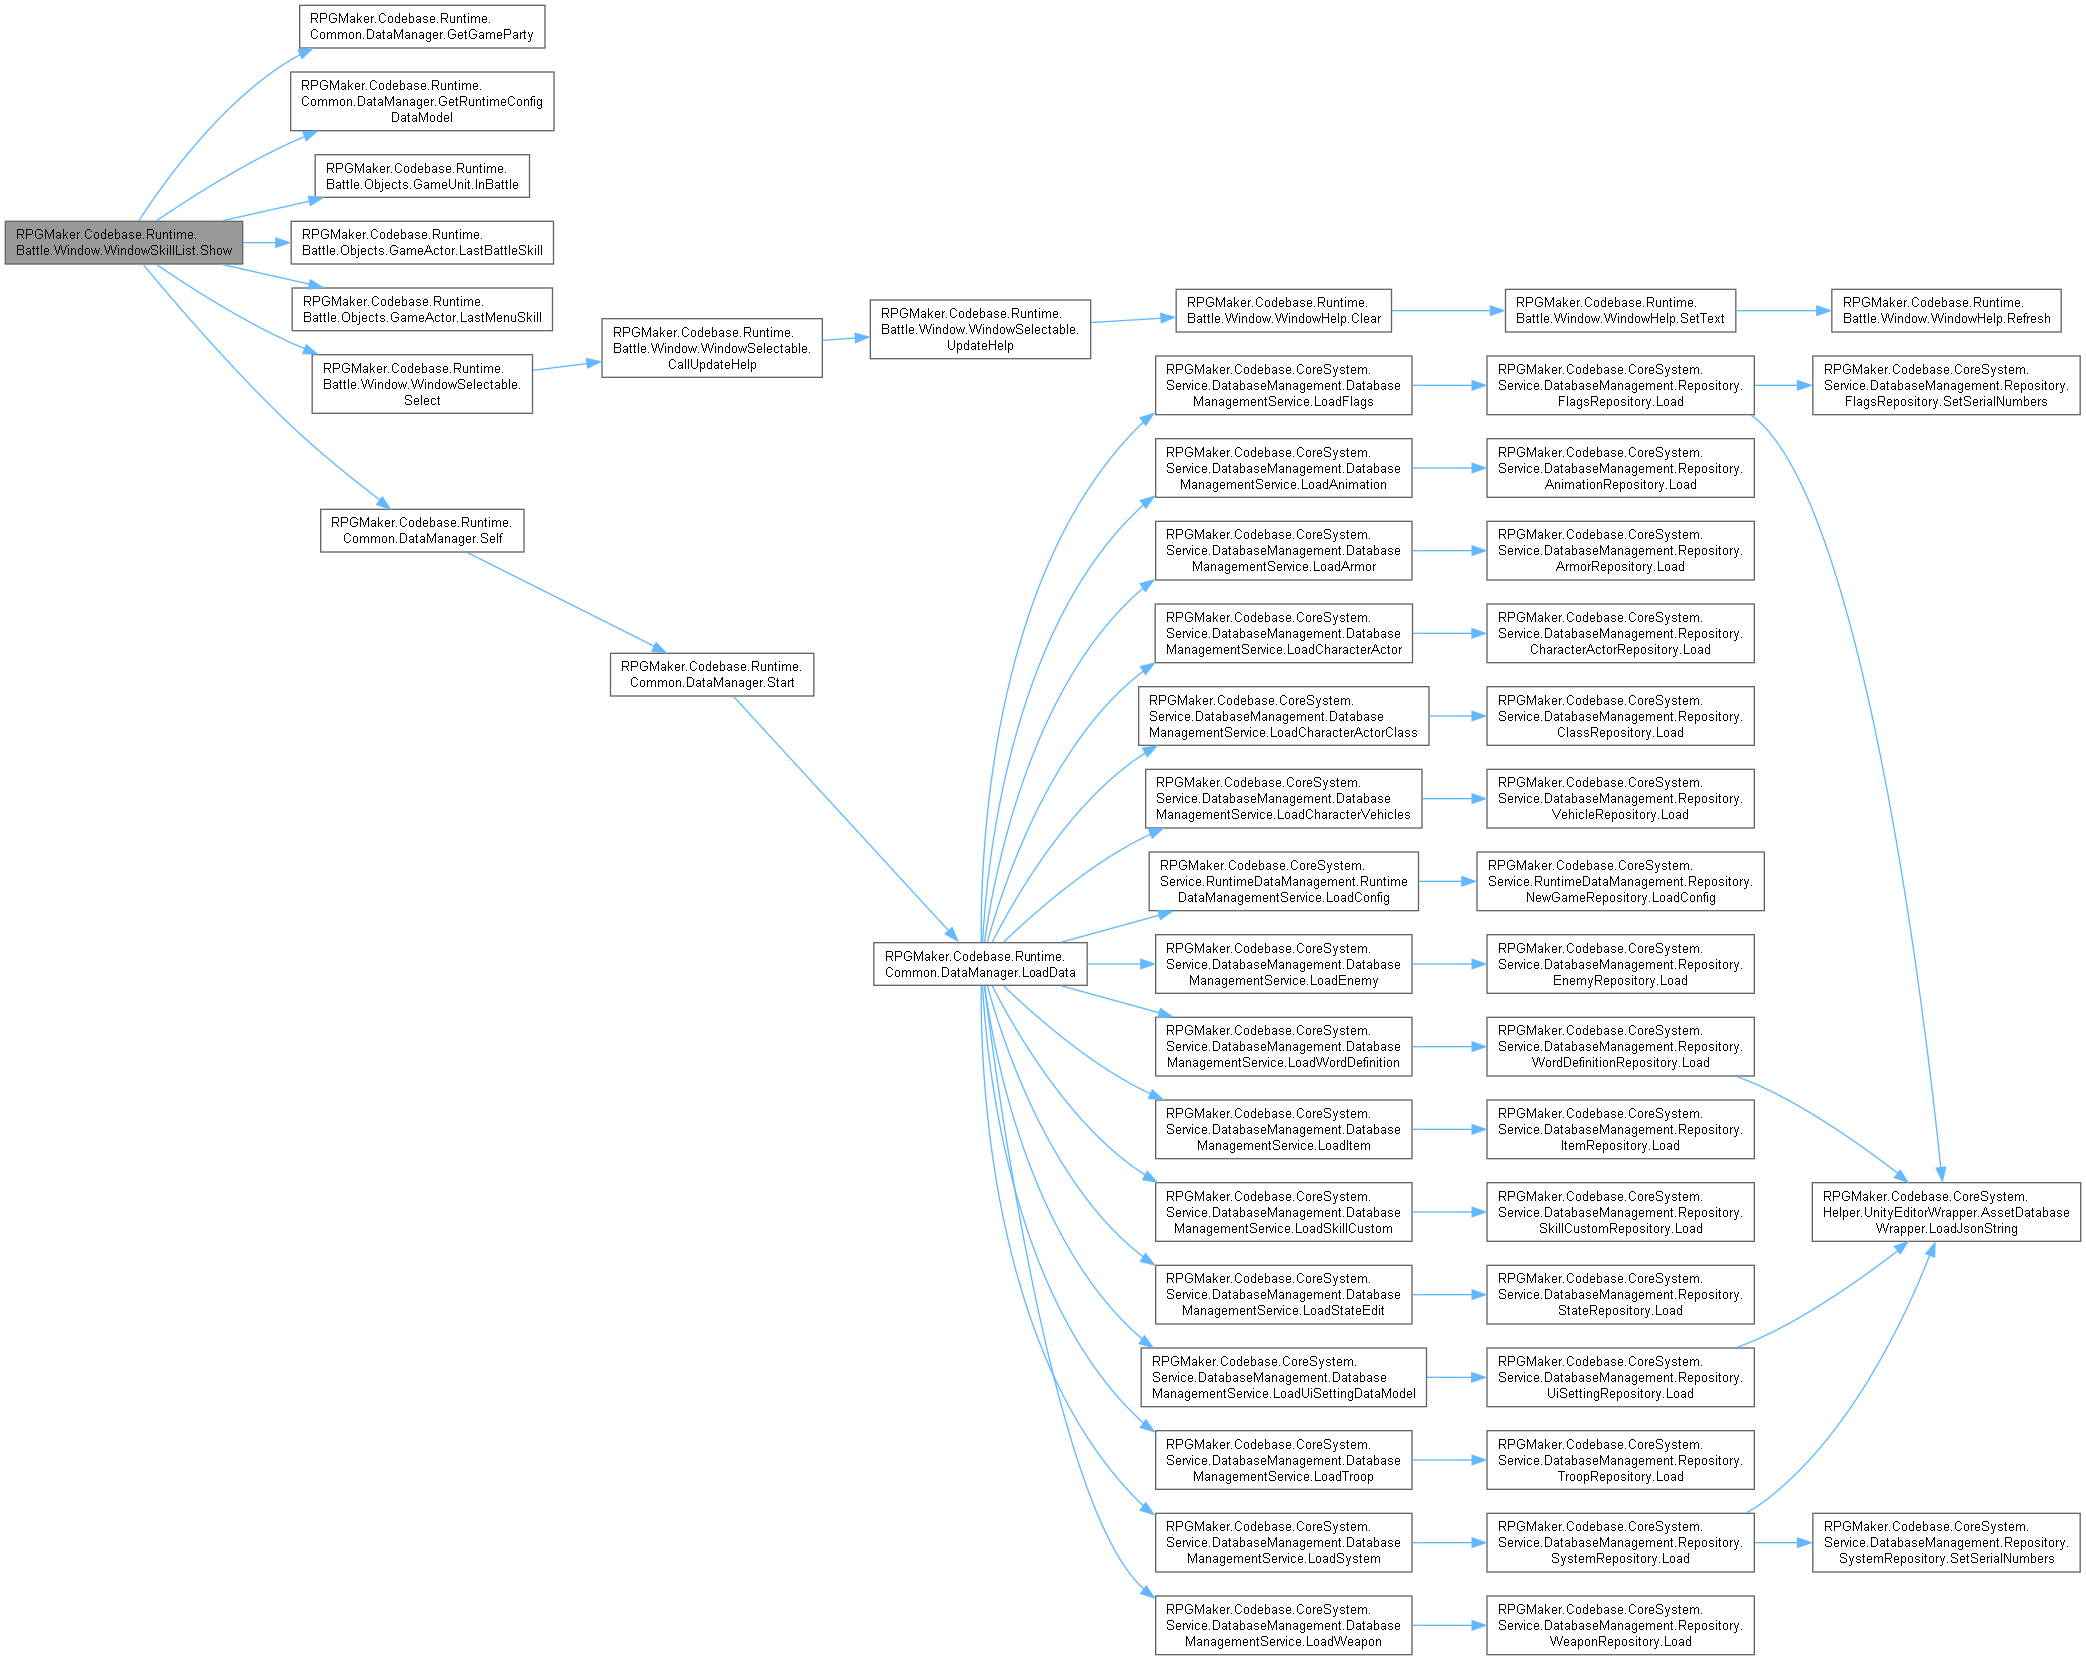 RPGMaker.Codebase.Runtime.
Common.DataManager.GetGameParty
RPGMaker.Codebase.Runtime.
Common.DataManager.GetRuntimeConfig
DataModel
RPGMaker.Codebase.Runtime.
Battle.Objects.GameUnit.InBattle
RPGMaker.Codebase.Runtime.
Battle.Window.WindowSkillList.Show
RPGMaker.Codebase.Runtime.
Battle.Objects.GameActor.LastBattleSkill
RPGMaker.Codebase.Runtime.
Battle.Objects.GameActor.LastMenuSkill
RPGMaker.Codebase.Runtime.
Battle.Window.WindowSelectable.
Select
RPGMaker.Codebase.Runtime.
Battle.Window.WindowSelectable.
CallUpdateHelp
RPGMaker.Codebase.Runtime.
Battle.Window.WindowSelectable.
UpdateHelp
RPGMaker.Codebase.Runtime.
Battle.Window.WindowHelp.Clear
RPGMaker.Codebase.Runtime.
Battle.Window.WindowHelp.SetText
RPGMaker.Codebase.Runtime.
Battle.Window.WindowHelp.Refresh
RPGMaker.Codebase.Runtime.
Common.DataManager.Self
RPGMaker.Codebase.Runtime.
Common.DataManager.Start
RPGMaker.Codebase.Runtime.
Common.DataManager.LoadData
RPGMaker.Codebase.CoreSystem.
Service.DatabaseManagement.Database
ManagementService.LoadFlags
RPGMaker.Codebase.CoreSystem.
Service.DatabaseManagement.Repository.
FlagsRepository.Load
RPGMaker.Codebase.CoreSystem.
Service.DatabaseManagement.Repository.
FlagsRepository.SetSerialNumbers
RPGMaker.Codebase.CoreSystem.
Service.DatabaseManagement.Database
ManagementService.LoadAnimation
RPGMaker.Codebase.CoreSystem.
Service.DatabaseManagement.Repository.
AnimationRepository.Load
RPGMaker.Codebase.CoreSystem.
Service.DatabaseManagement.Database
ManagementService.LoadArmor
RPGMaker.Codebase.CoreSystem.
Service.DatabaseManagement.Repository.
ArmorRepository.Load
RPGMaker.Codebase.CoreSystem.
Service.DatabaseManagement.Database
ManagementService.LoadCharacterActor
RPGMaker.Codebase.CoreSystem.
Service.DatabaseManagement.Repository.
CharacterActorRepository.Load
RPGMaker.Codebase.CoreSystem.
Service.DatabaseManagement.Database
ManagementService.LoadCharacterActorClass
RPGMaker.Codebase.CoreSystem.
Service.DatabaseManagement.Repository.
ClassRepository.Load
RPGMaker.Codebase.CoreSystem.
Service.DatabaseManagement.Database
ManagementService.LoadCharacterVehicles
RPGMaker.Codebase.CoreSystem.
Service.DatabaseManagement.Repository.
VehicleRepository.Load
RPGMaker.Codebase.CoreSystem.
Service.RuntimeDataManagement.Runtime
DataManagementService.LoadConfig
RPGMaker.Codebase.CoreSystem.
Service.RuntimeDataManagement.Repository.
NewGameRepository.LoadConfig
RPGMaker.Codebase.CoreSystem.
Service.DatabaseManagement.Database
ManagementService.LoadEnemy
RPGMaker.Codebase.CoreSystem.
Service.DatabaseManagement.Repository.
EnemyRepository.Load
RPGMaker.Codebase.CoreSystem.
Service.DatabaseManagement.Database
ManagementService.LoadWordDefinition
RPGMaker.Codebase.CoreSystem.
Service.DatabaseManagement.Repository.
WordDefinitionRepository.Load
RPGMaker.Codebase.CoreSystem.
Service.DatabaseManagement.Database
ManagementService.LoadItem
RPGMaker.Codebase.CoreSystem.
Service.DatabaseManagement.Repository.
ItemRepository.Load
RPGMaker.Codebase.CoreSystem.
Service.DatabaseManagement.Database
ManagementService.LoadSkillCustom
RPGMaker.Codebase.CoreSystem.
Service.DatabaseManagement.Repository.
SkillCustomRepository.Load
RPGMaker.Codebase.CoreSystem.
Helper.UnityEditorWrapper.AssetDatabase
Wrapper.LoadJsonString
RPGMaker.Codebase.CoreSystem.
Service.DatabaseManagement.Database
ManagementService.LoadStateEdit
RPGMaker.Codebase.CoreSystem.
Service.DatabaseManagement.Repository.
StateRepository.Load
RPGMaker.Codebase.CoreSystem.
Service.DatabaseManagement.Database
ManagementService.LoadUiSettingDataModel
RPGMaker.Codebase.CoreSystem.
Service.DatabaseManagement.Repository.
UiSettingRepository.Load
RPGMaker.Codebase.CoreSystem.
Service.DatabaseManagement.Database
ManagementService.LoadTroop
RPGMaker.Codebase.CoreSystem.
Service.DatabaseManagement.Repository.
TroopRepository.Load
RPGMaker.Codebase.CoreSystem.
Service.DatabaseManagement.Database
ManagementService.LoadSystem
RPGMaker.Codebase.CoreSystem.
Service.DatabaseManagement.Repository.
SystemRepository.Load
RPGMaker.Codebase.CoreSystem.
Service.DatabaseManagement.Repository.
SystemRepository.SetSerialNumbers
RPGMaker.Codebase.CoreSystem.
Service.DatabaseManagement.Database
ManagementService.LoadWeapon
RPGMaker.Codebase.CoreSystem.
Service.DatabaseManagement.Repository.
WeaponRepository.Load